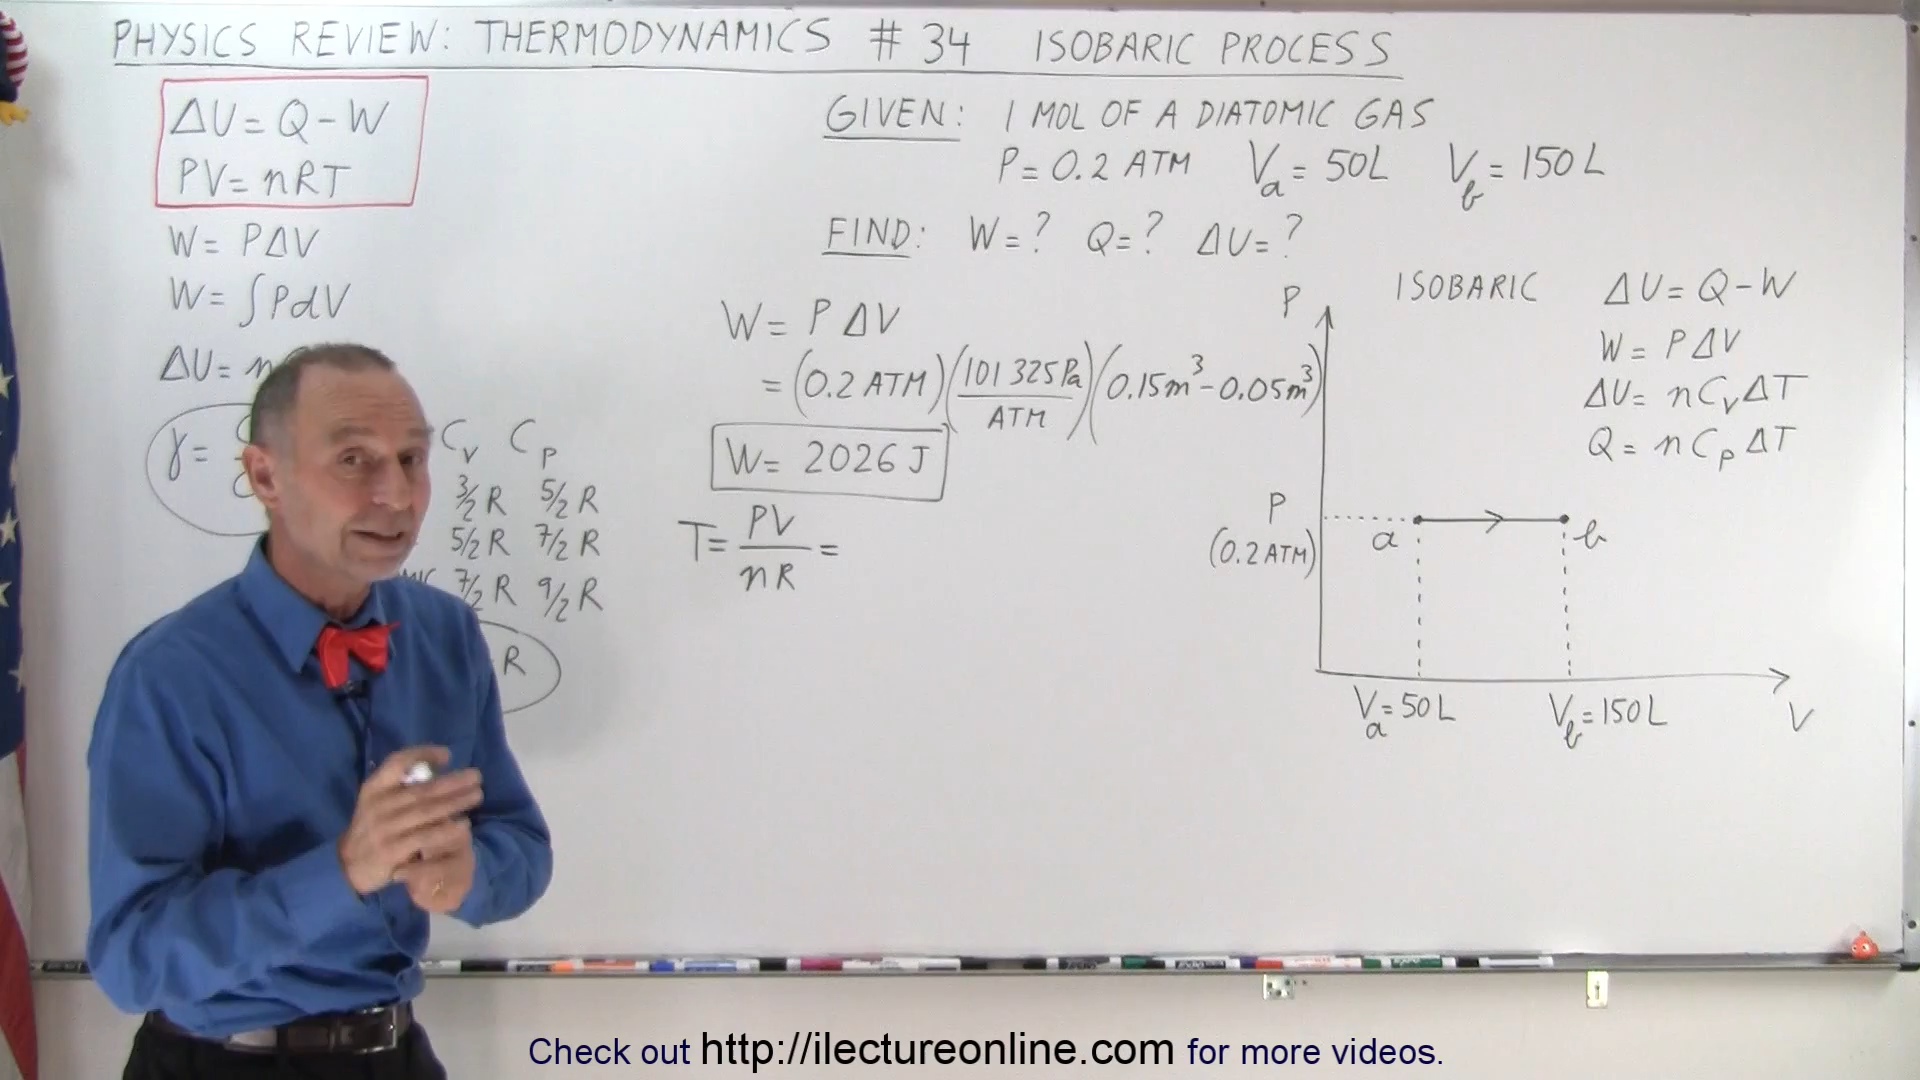 PHYSICS REVIEW: THERMODYNAMICS # 34 ISOBARIC PROCESS
ΔU = Q - W
PV = nRT
W = PΔV
W = ∫PdV
ΔU = n
γ =
Cv Cp
3/2 R 5/2 R
5/2 R 7/2 R
7/2 R 9/2 R
R
GIVEN: 1 MOL OF A DIATOMIC GAS
P = 0.2 ATM Va = 50L Vb = 150L
FIND: W = ? Q = ? ΔU = ?
W = P ΔV
= (0.2 ATM)(101 325 Pa/ATM)(0.15m³ - 0.05m³)
W = 2026 J
T = PV/nR =
ISOBARIC
ΔU = Q - W
W = PΔV
ΔU = nCvΔT
Q = nCpΔT
P
P
(0.2 ATM)
a b
Va = 50L Vb = 150L V
Check out http://ilectureonline.com for more videos.